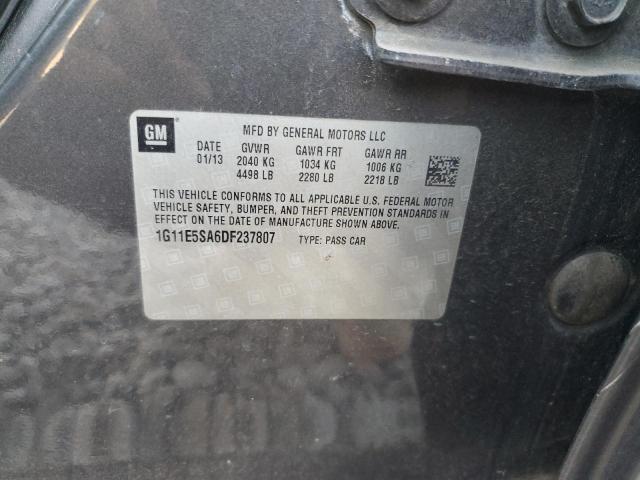 GM
MFD BY GENERAL MOTORS LLC
DATE GVWR GAWR FRT GAWR RR
01/13 2040 KG 1034 KG 1006 KG
4498 LB 2280 LB 2218 LB
THIS VEHICLE CONFORMS TO ALL APPLICABLE U.S. FEDERAL MOTOR
VEHICLE SAFETY, BUMPER, AND THEFT PREVENTION STANDARDS IN
EFFECT ON THE DATE OF MANUFACTURE SHOWN ABOVE.
1G11E5SA6DF237807 TYPE: PASS CAR